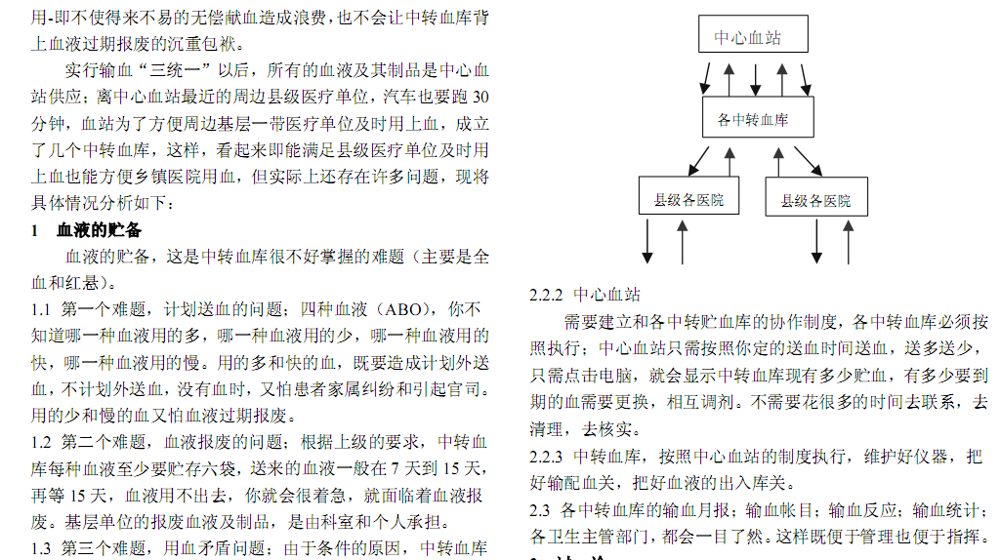 用-即不使得来不易的无偿献血造成浪费，也不会让中转血库背
上血液过期报废的沉重包袱。
实行输血“三统一”以后，所有的血液及其制品是中心血
站供应；离中心血站最近的周边县级医疗单位，汽车也要跑 30
分钟，血站为了方便周边基层一带医疗单位及时用上血，成立
了几个中转血库，这样，看起来即能满足县级医疗单位及时用
上血也能方便乡镇医院用血，但实际上还存在许多问题，现将
具体情况分析如下：
1 血液的贮备
血液的贮备，这是中转血库很不好掌握的难题（主要是全
血和红悬）。
1.1 第一个难题，计划送血的问题；四种血液（ABO），你不
知道哪一种血液用的多，哪一种血液用的少，哪一种血液用的
快，哪一种血液用的慢。用的多和快的血，既要造成计划外送
血，不计划外送血，没有血时，又怕患者家属纠纷和引起官司。
用的少和慢的血又怕血液过期报废。
1.2 第二个难题，血液报废的问题；根据上级的要求，中转血
库每种血液至少要贮存六袋，送来的血液一般在 7 天到 15 天，
再等 15 天，血液用不出去，你就会很着急，就面临着血液报
废。基层单位的报废血液及制品，是由科室和个人承担。
1.3 第三个难题，用血矛盾问题；由于条件的原因，中转血库
中心血站
各中转血库
县级各医院
县级各医院
2.2.2 中心血站
需要建立和各中转贮血库的协作制度，各中转血库必须按
照执行；中心血站只需按照你定的送血时间送血，送多送少，
只需点击电脑，就会显示中转血库现有多少贮血，有多少要到
期的血需要更换，相互调剂。不需要花很多的时间去联系，去
清理，去核实。
2.2.3 中转血库，按照中心血站的制度执行，维护好仪器，把
好输配血关，把好血液的出入库关。
2.3 各中转血库的输血月报；输血帐目；输血反应；输血统计；
各卫生主管部门，都会一目了然。这样既便于管理也便于指挥。